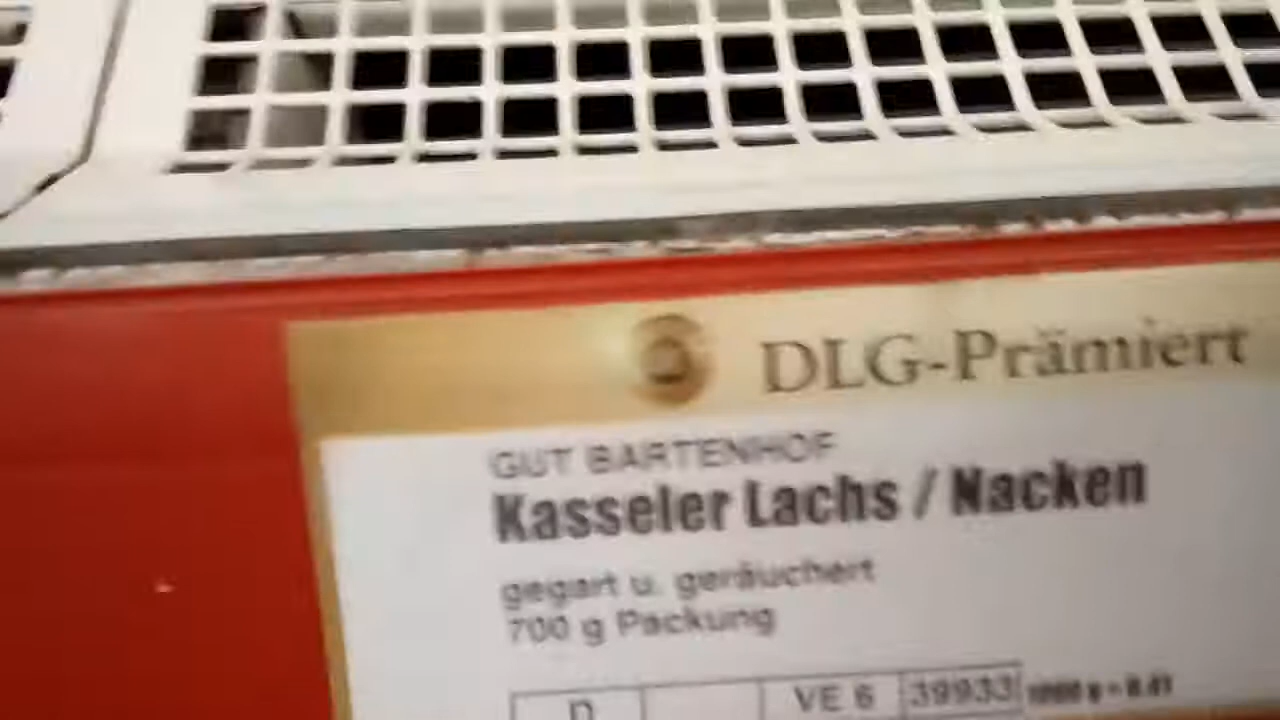 DLG-Prämiert
GUT BARTENHOF
Kasseler Lachs / Nacken
gegart u. geräuchert
700 g Packung
D VE 6 39933